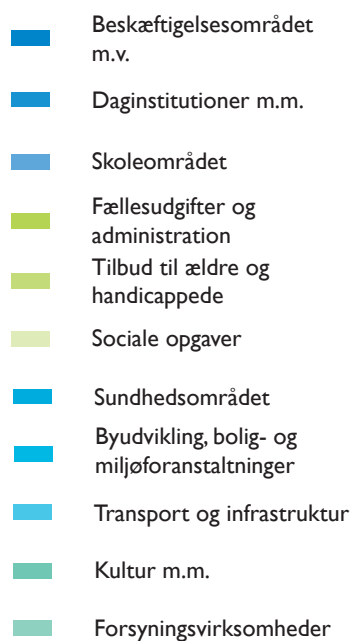 Beskæftigelsesområdet
m.v.
Daginstitutioner m.m.
Skoleområdet
Fællesudgifter og
administration
Tilbud til ældre og
handicappede
Sociale opgaver
Sundhedsområdet
Byudvikling, bolig- og
miljøforanstaltninger
Transport og infrastruktur
Kultur m.m.
Forsyningsvirksomheder